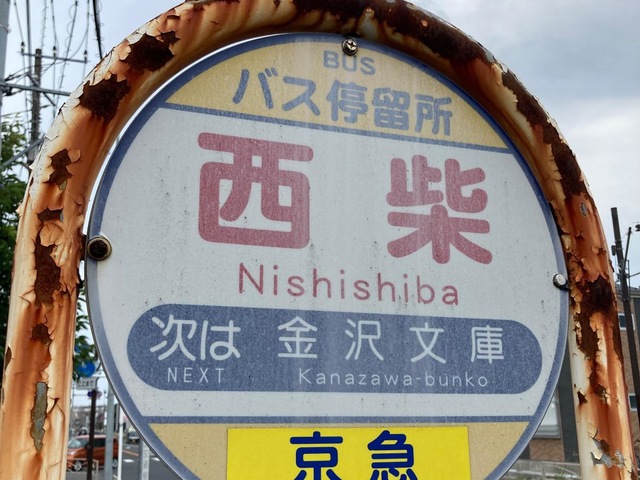 BUS
バス停留所
西柴
Nishishiba
次は 金沢文庫
NEXT Kanazawa-bunko
京急